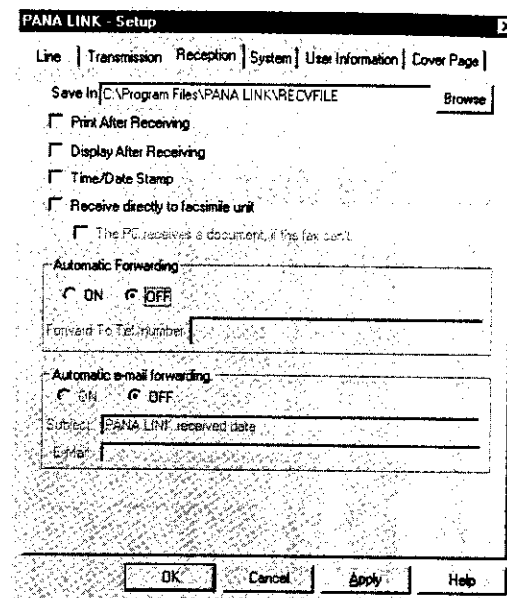 PANA LINK - Setup
Line Transmission Reception System User Information Cover Page
Save In C:\Program Files\PANA LINK\RECVFILE Browse
Print After Receiving
Display After Receiving
Time/Date Stamp
Receive directly to facsimile unit
The PC receives a document, if the fax can't.
Automatic Forwarding
ON OFF
Forward To Tel. number
Automatic e-mail forwarding
ON OFF
Subject PANA LINK received date
E-Mail
OK Cancel Apply Help